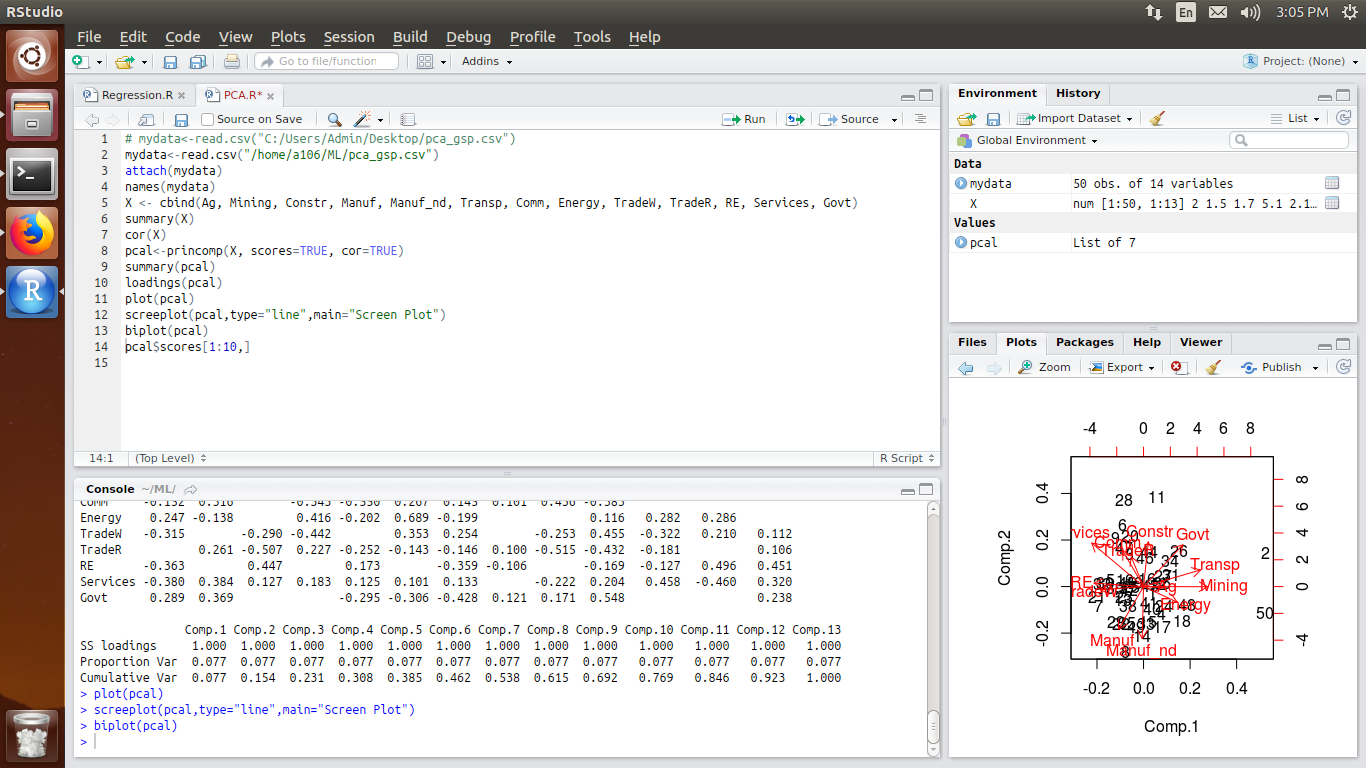 RStudio
En
3:05 PM
File Edit Code View Plots Session Build Debug Profile Tools Help
Go to file/function
Addins
Project: (None)
Regression.R
PCA.R*
Source on Save
Run
Source
1 # mydata<-read.csv("C:/Users/Admin/Desktop/pca_gsp.csv")
2 mydata<-read.csv("/home/a106/ML/pca_gsp.csv")
3 attach(mydata)
4 names(mydata)
5 X <- cbind(Ag, Mining, Constr, Manuf, Manuf_nd, Transp, Comm, Energy, TradeW, TradeR, RE, Services, Govt)
6 summary(X)
7 cor(X)
8 pcal<-princomp(X, scores=TRUE, cor=TRUE)
9 summary(pcal)
10 loadings(pcal)
11 plot(pcal)
12 screeplot(pcal,type="line",main="Screen Plot")
13 biplot(pcal)
14 pcal$scores[1:10,]
15
14:1 (Top Level) R Script
Console ~/ML/
Energy 0.247 -0.138 0.416 -0.202 0.689 -0.199 0.116 0.282 0.286
TradeW -0.315 -0.290 -0.442 0.353 0.254 -0.253 0.455 -0.322 0.210 0.112
TradeR 0.261 -0.507 0.227 -0.252 -0.143 -0.146 0.100 -0.515 -0.432 -0.181 0.106
RE -0.363 0.447 0.173 -0.359 -0.106 -0.169 -0.127 0.496 0.451
Services -0.380 0.384 0.127 0.183 0.125 0.101 0.133 -0.222 0.204 0.458 -0.460 0.320
Govt 0.289 0.369 -0.295 -0.306 -0.428 0.121 0.171 0.548 0.238
Comp.1 Comp.2 Comp.3 Comp.4 Comp.5 Comp.6 Comp.7 Comp.8 Comp.9 Comp.10 Comp.11 Comp.12 Comp.13
SS loadings 1.000 1.000 1.000 1.000 1.000 1.000 1.000 1.000 1.000 1.000 1.000 1.000 1.000
Proportion Var 0.077 0.077 0.077 0.077 0.077 0.077 0.077 0.077 0.077 0.077 0.077 0.077 0.077
Cumulative Var 0.077 0.154 0.231 0.308 0.385 0.462 0.538 0.615 0.692 0.769 0.846 0.923 1.000
> plot(pcal)
> screeplot(pcal,type="line",main="Screen Plot")
> biplot(pcal)
>
Environment History
Import Dataset
List
Global Environment
Data
mydata 50 obs. of 14 variables
X num [1:50, 1:13] 2 1.5 1.7 5.1 2.1...
Values
pcal List of 7
Files Plots Packages Help Viewer
Zoom Export Publish
-4 0 2 4 6 8
28 11
6
Constr
Govt
26
34
2
Transp
Mining
Energy
RE
7
50
18
17
14
Manuf
Manuf_nd
8
0.4
0.2
0.0
-0.2
8
6
4
2
0
-4
Comp.2
-0.2 0.0 0.2 0.4
Comp.1